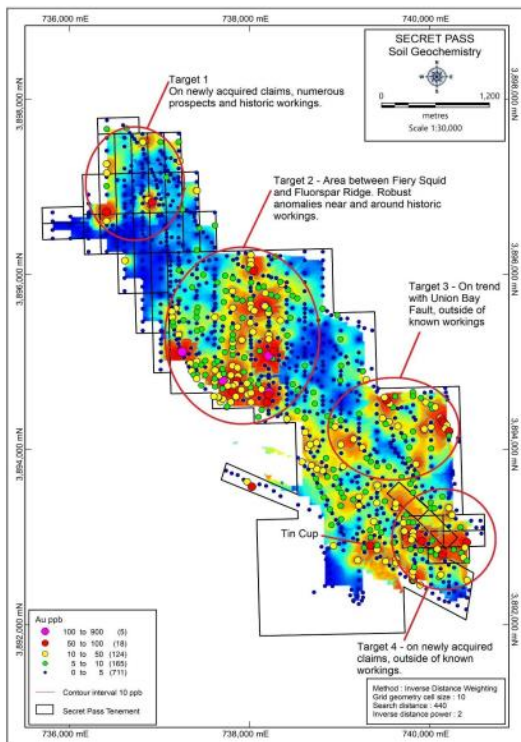 736,000 mE
738,000 mE
740,000 mE
SECRET PASS
Soil Geochemistry
0
1,200
metres
Scale 1:30,000
3,898,000 mN
3,898,000 mN
Target 1
On newly acquired claims, numerous
prospects and historic workings.
Target 2 - Area between Fiery Squid
and Fluorspar Ridge. Robust
anomalies near and around historic
workings.
3,896,000 mN
3,896,000 mN
Target 3 - On trend
with Union Bay
Fault, outside of
known workings
3,894,000 mN
3,894,000 mN
Tin Cup
3,892,000 mN
3,892,000 mN
Target 4 - on newly acquired
claims, outside of known
workings.
Au ppb
100 to 900 (5)
50 to 100 (18)
10 to 50 (124)
5 to 10 (165)
0 to 5 (711)
Contour interval 10 ppb
Secret Pass Tenement
Method : Inverse Distance Weighting
Grid geometry cell size : 10
Search distance : 440
Inverse distance power : 2
736,000 mE
738,000 mE
740,000 mE